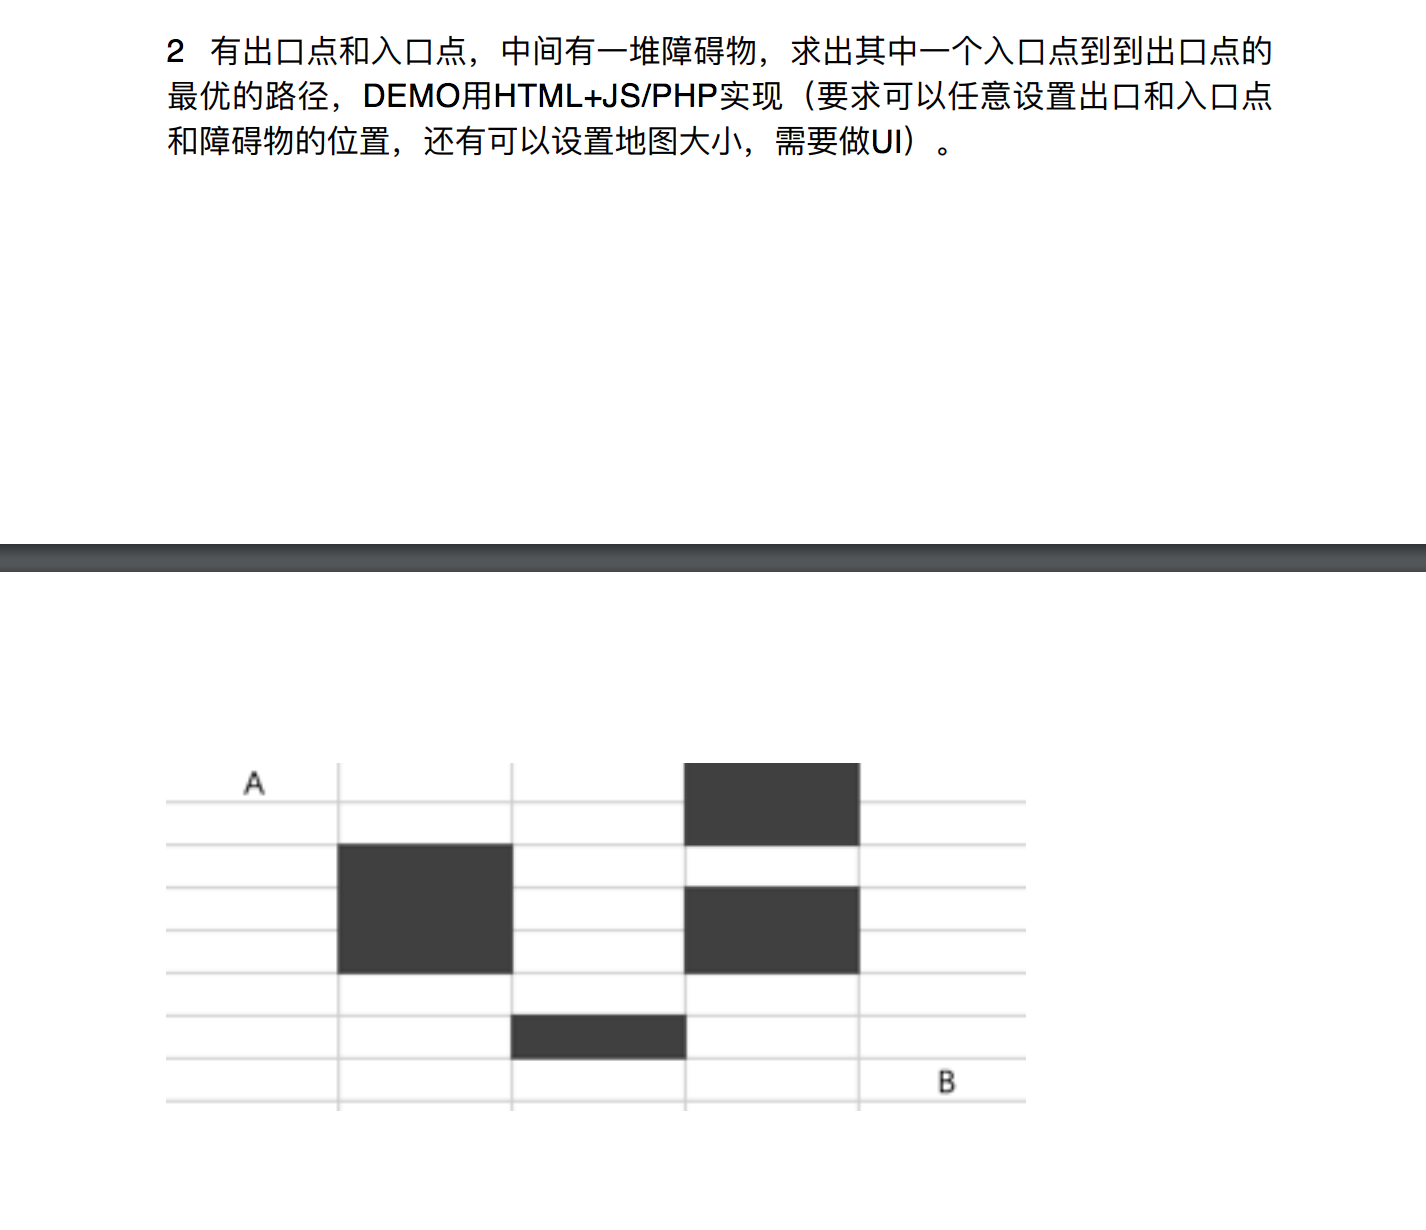 2 有出口点和入口点，中间有一堆障碍物，求出其中一个入口点到到出口点的
最优的路径，DEMO用HTML+JS/PHP实现（要求可以任意设置出口和入口点
和障碍物的位置，还有可以设置地图大小，需要做UI）。
A
B